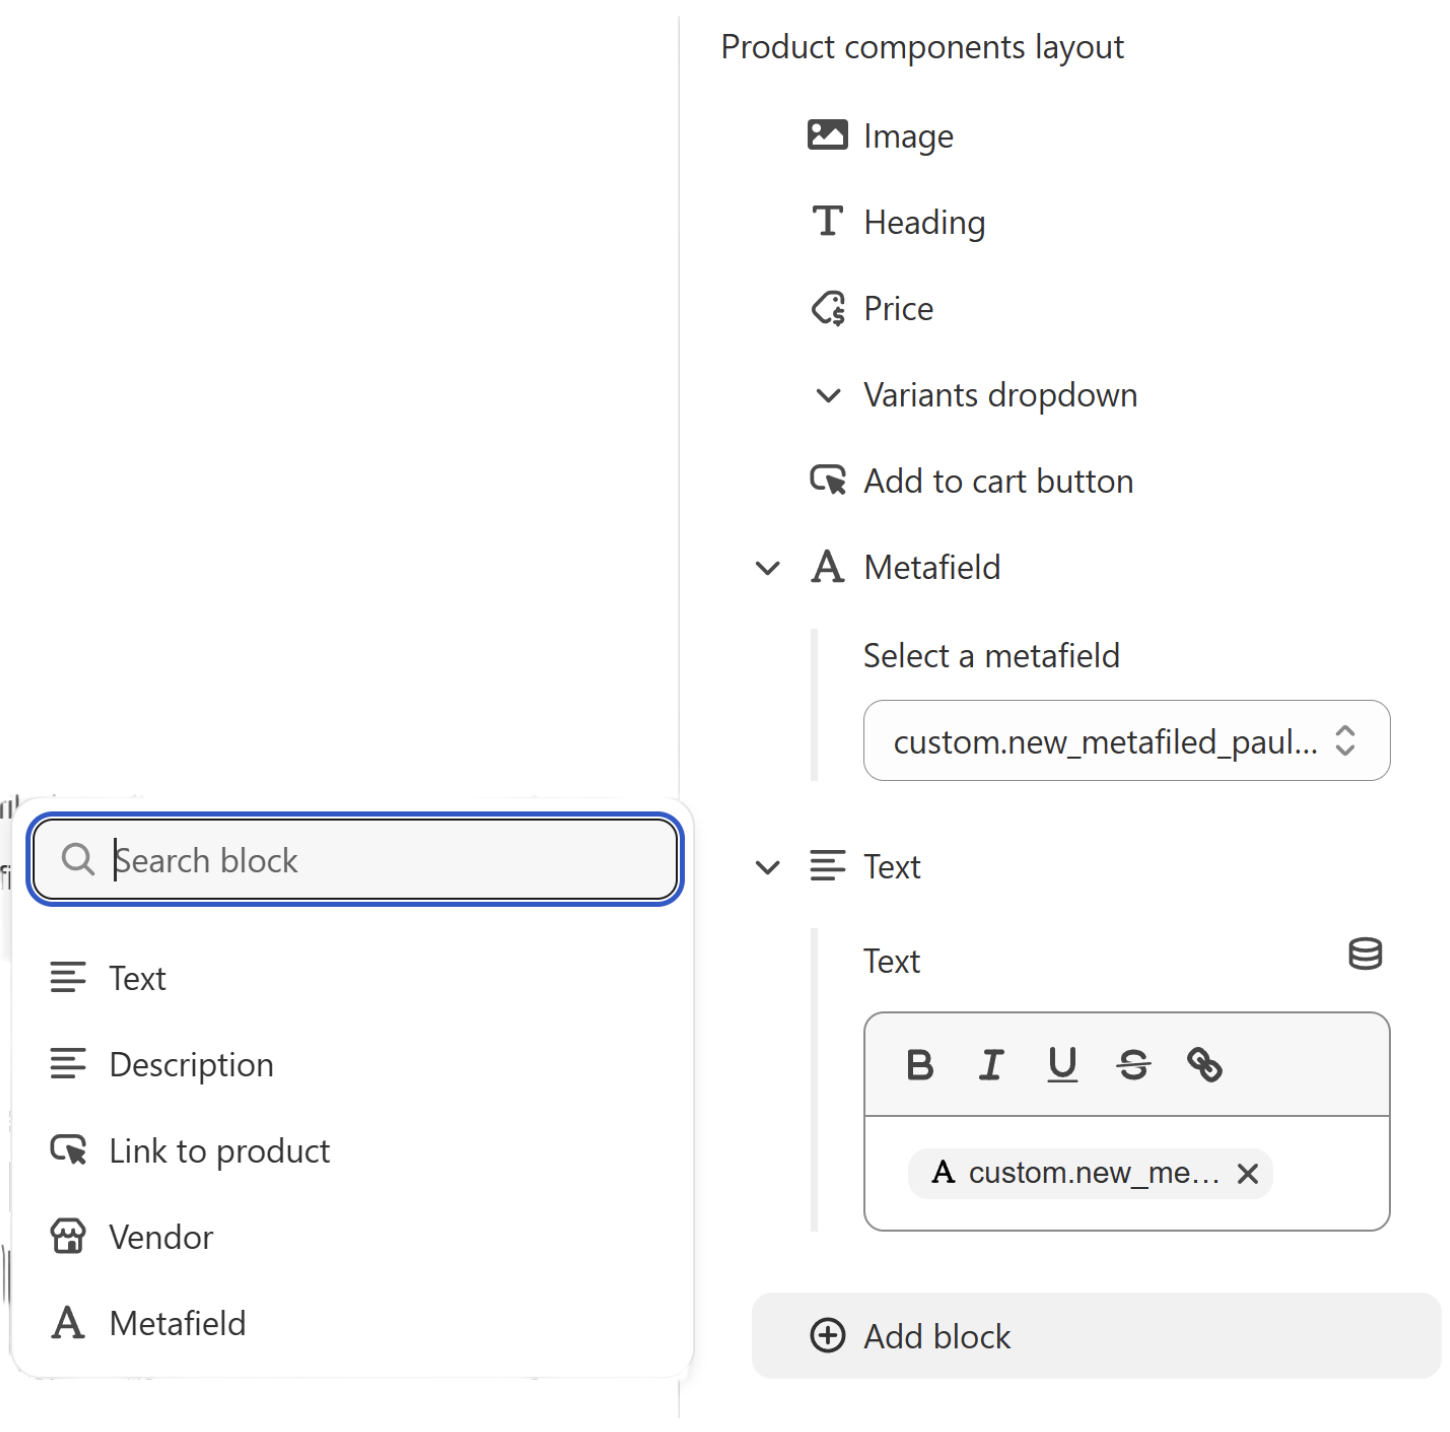 Product components layout
Image
Heading
Price
Variants dropdown
Add to cart button
Metafield
Select a metafield
custom.new_metafiled_paul...
Text
Text
B I U S
A custom.new_me...
Add block
Search block
Text
Description
Link to product
Vendor
Metafield